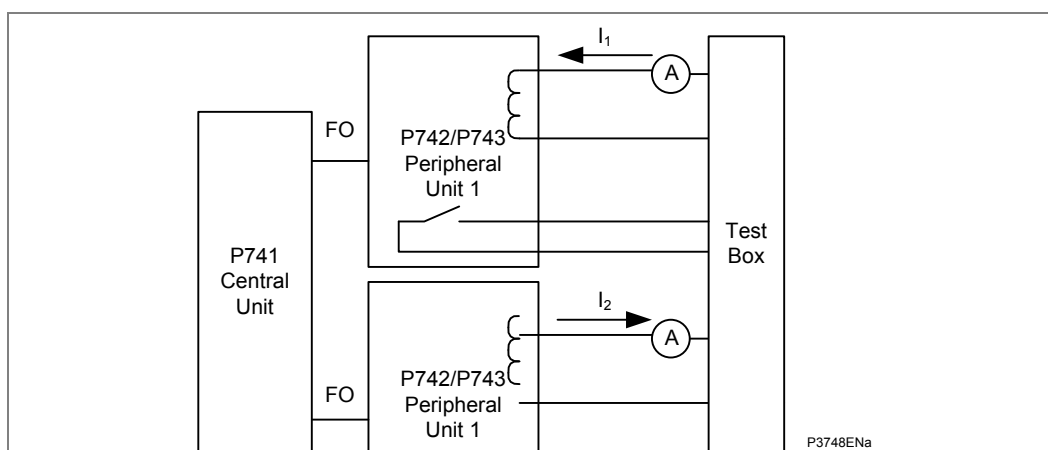 I1
A
FO
P742/P743
Peripheral
Unit 1
P741
Central
Unit
Test
Box
I2
A
FO
P742/P743
Peripheral
Unit 1
P3748ENa